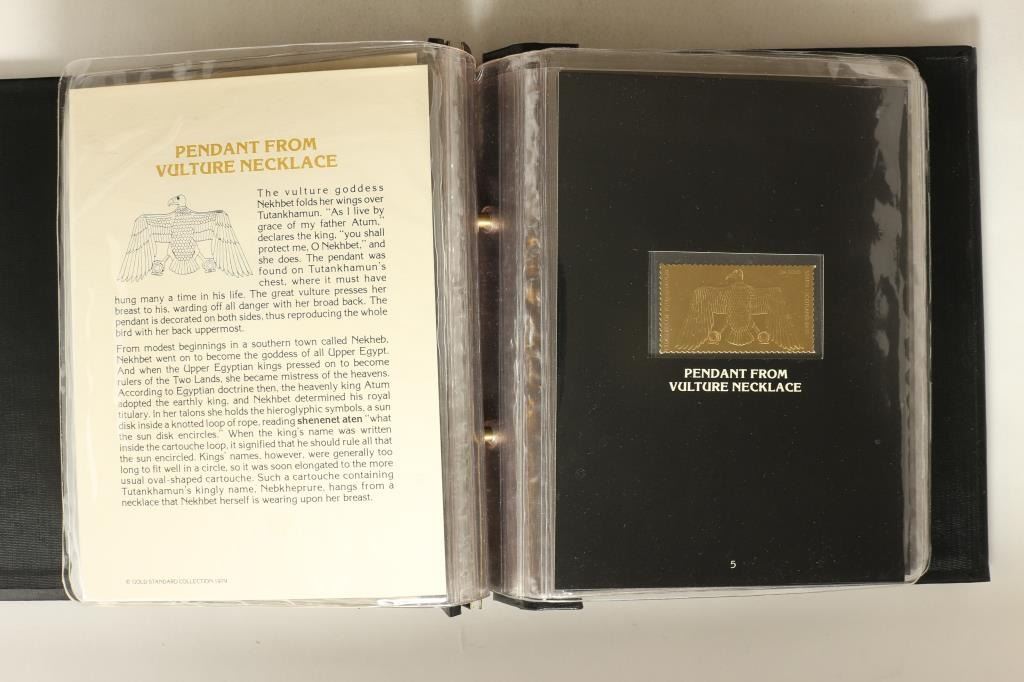 PENDANT FROM
VULTURE NECKLACE
The vulture goddess
Nekhbet folds her wings over
Tutankhamun. "As I live by
grace of my father Atum,"
declares the king, "you shall
protect me, O Nekhbet," and
she does. The pendant was
found on Tutankhamun's
chest, where it must have
hung many a time in his life. The great vulture presses her
breast to his, warding off all danger with her broad back. The
pendant is decorated on both sides, thus reproducing the whole
bird with her back uppermost.
From modest beginnings in a southern town called Nekheb,
Nekhbet went on to become the goddess of all Upper Egypt.
And when the Upper Egyptian kings pressed on to become
rulers of the Two Lands, she became mistress of the heavens.
According to Egyptian doctrine then, the heavenly king Atum
adopted the earthly king, and Nekhbet determined his royal
titulary. In her talons she holds the hieroglyphic symbols, a sun
disk inside a knotted loop of rope, reading shenenet aten "what
the sun disk encircles." When the king's name was written
inside the cartouche loop, it signified that he should rule all that
the sun encircled. Kings' names, however, were generally too
long to fit well in a circle, so it was soon elongated to the more
usual oval-shaped cartouche. Such a cartouche containing
Tutankhamun's kingly name, Nebkheprure, hangs from a
necklace that Nekhbet herself is wearing upon her breast.
© GOLD STANDARD COLLECTION 1979
PENDANT FROM
VULTURE NECKLACE
5